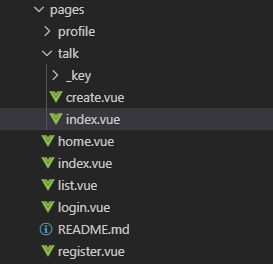 pages
profile
talk
_key
create.vue
index.vue
home.vue
index.vue
list.vue
login.vue
README.md
register.vue